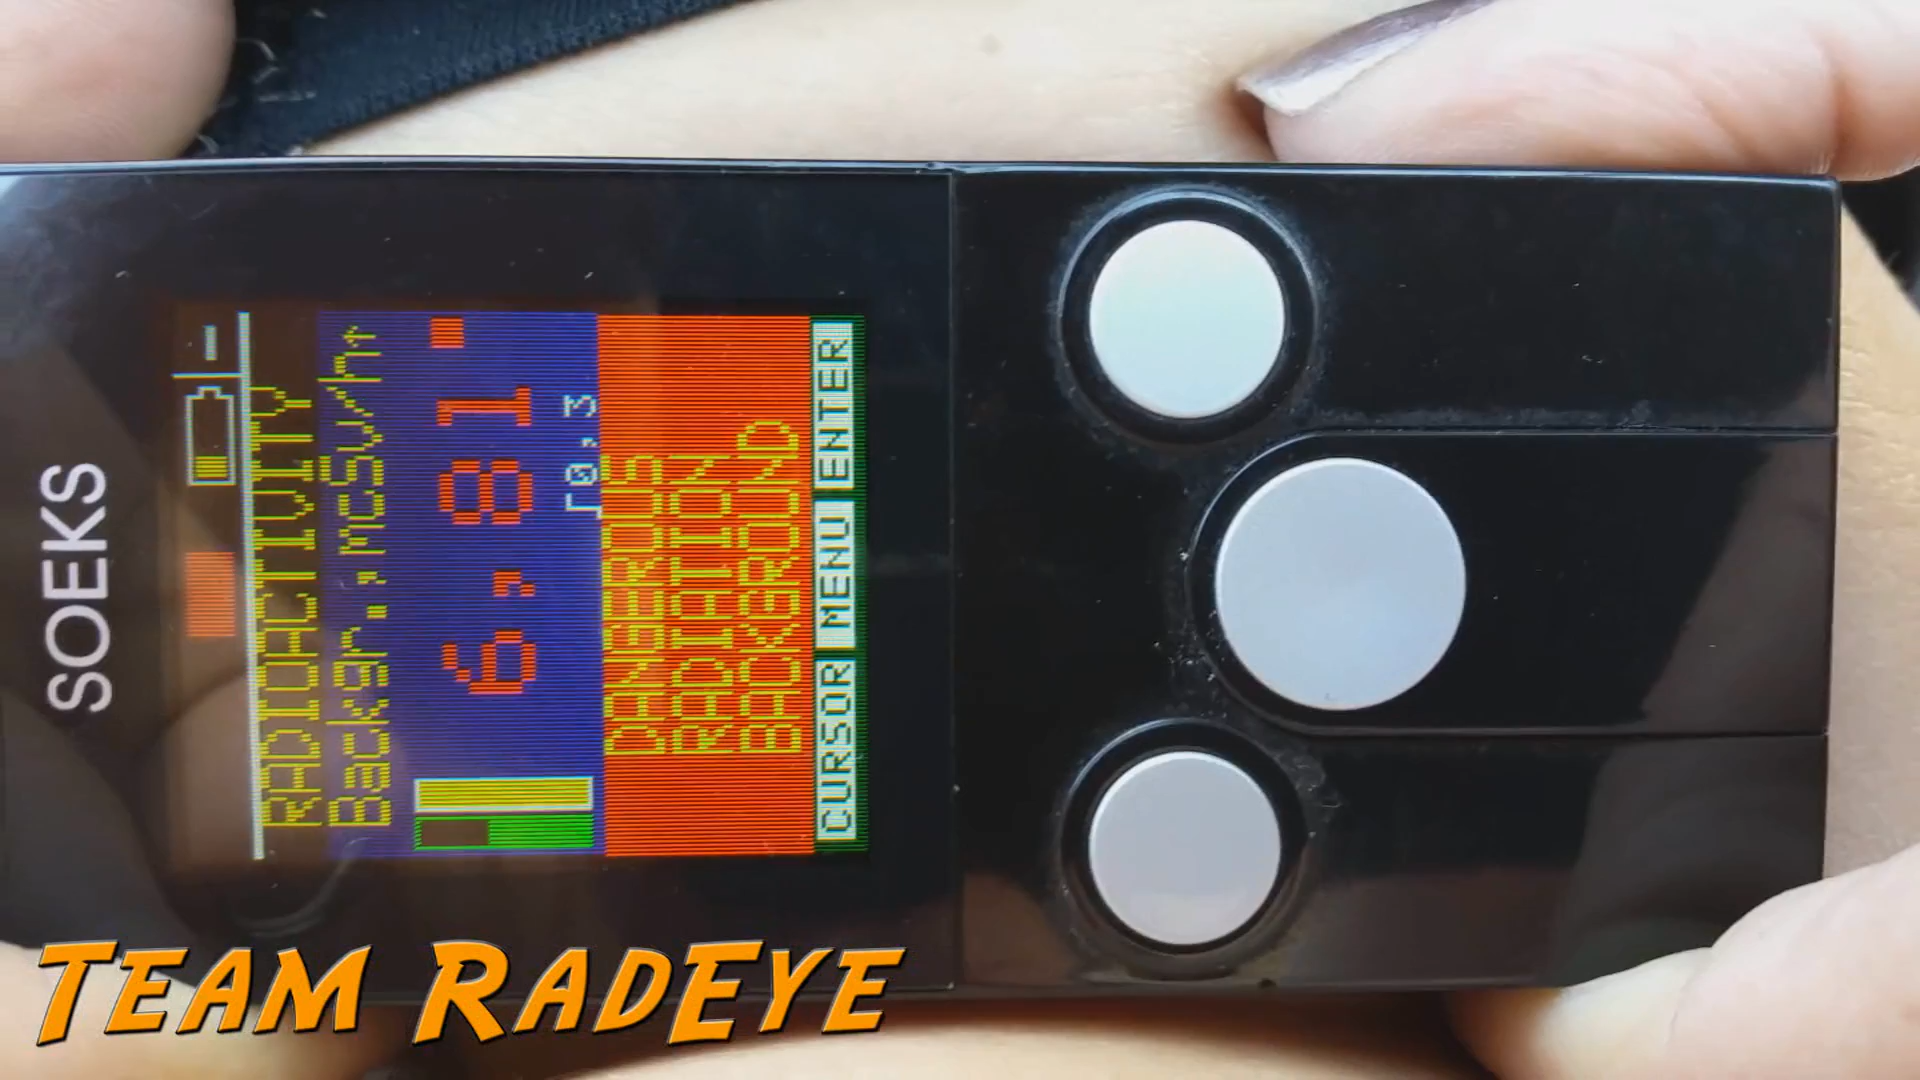 SOEKS
RADIOACTIVITY
Backgr.,mcSv/h↑
6,81
[0,3
DANGEROUS
RADIATION
BACKGROUND
CURSOR MENU ENTER
TEAM RADEYE